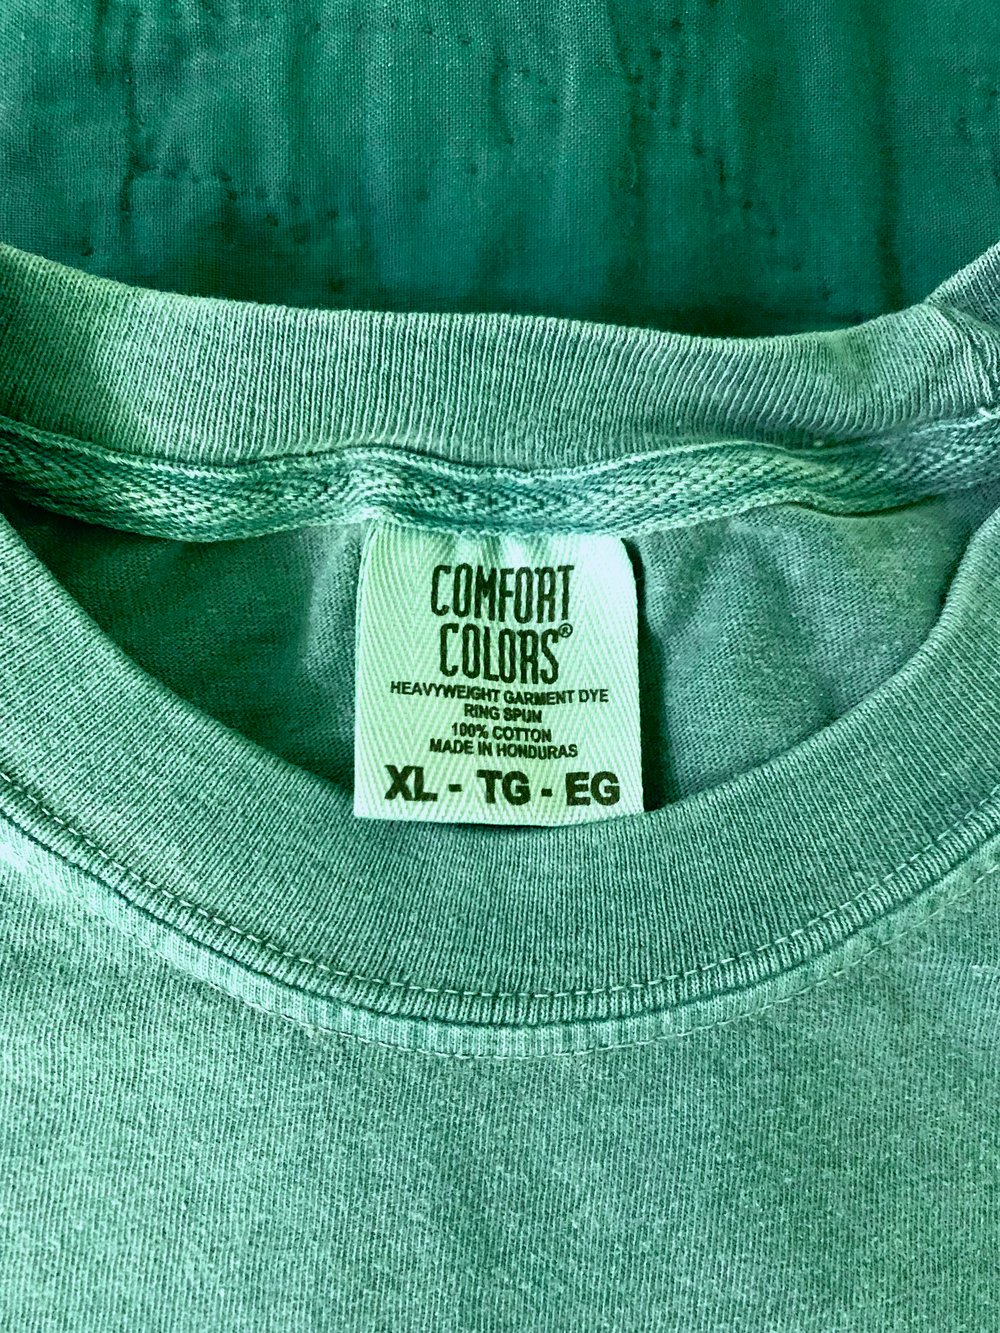 COMFORT
COLORS®
HEAVYWEIGHT GARMENT DYE
RING SPUN
100% COTTON
MADE IN HONDURAS
XL - TG - EG